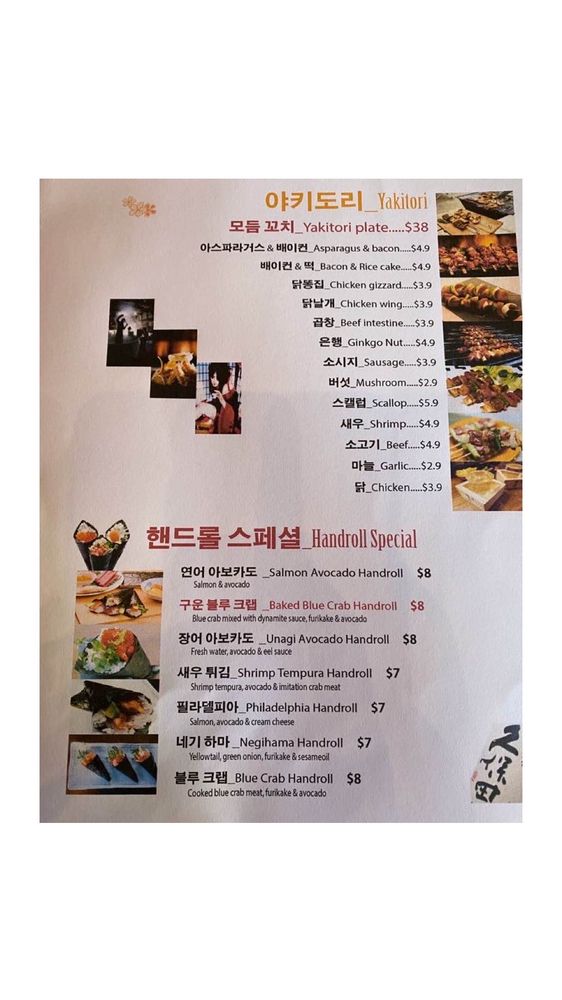 야키도리_Yakitori
모듬 꼬치_Yakitori plate.....$38
아스파라거스 & 배이컨_Asparagus & bacon.....$4.9
배이컨 & 떡_Bacon & Rice cake.....$4.9
닭똥집_Chicken gizzard.....$3.9
닭날개_Chicken wing.....$3.9
곱창_Beef intestine.....$3.9
은행_Ginkgo Nut.....$4.9
소시지_Sausage.....$3.9
버섯_Mushroom.....$2.9
스캘럽_Scallop.....$5.9
새우_Shrimp.....$4.9
소고기_Beef.....$4.9
마늘_Garlic.....$2.9
닭_Chicken.....$3.9
핸드롤 스페셜_Handroll Special
연어 아보카도 _Salmon Avocado Handroll $8
Salmon & avocado
구운 블루 크랩 _Baked Blue Crab Handroll $8
Blue crab mixed with dynamite sauce, furikake & avocado
장어 아보카도 _Unagi Avocado Handroll $8
Fresh water, avocado & eel sauce
새우 튀김_Shrimp Tempura Handroll $7
Shrimp tempura, avocado & imitation crab meat
필라델피아_Philadelphia Handroll $7
Salmon, avocado & cream cheese
네기 하마 _Negihama Handroll $7
Yellowtail, green onion, furikake & sesameoil
블루 크랩_Blue Crab Handroll $8
Cooked blue crab meat, furikake & avocado
久保田